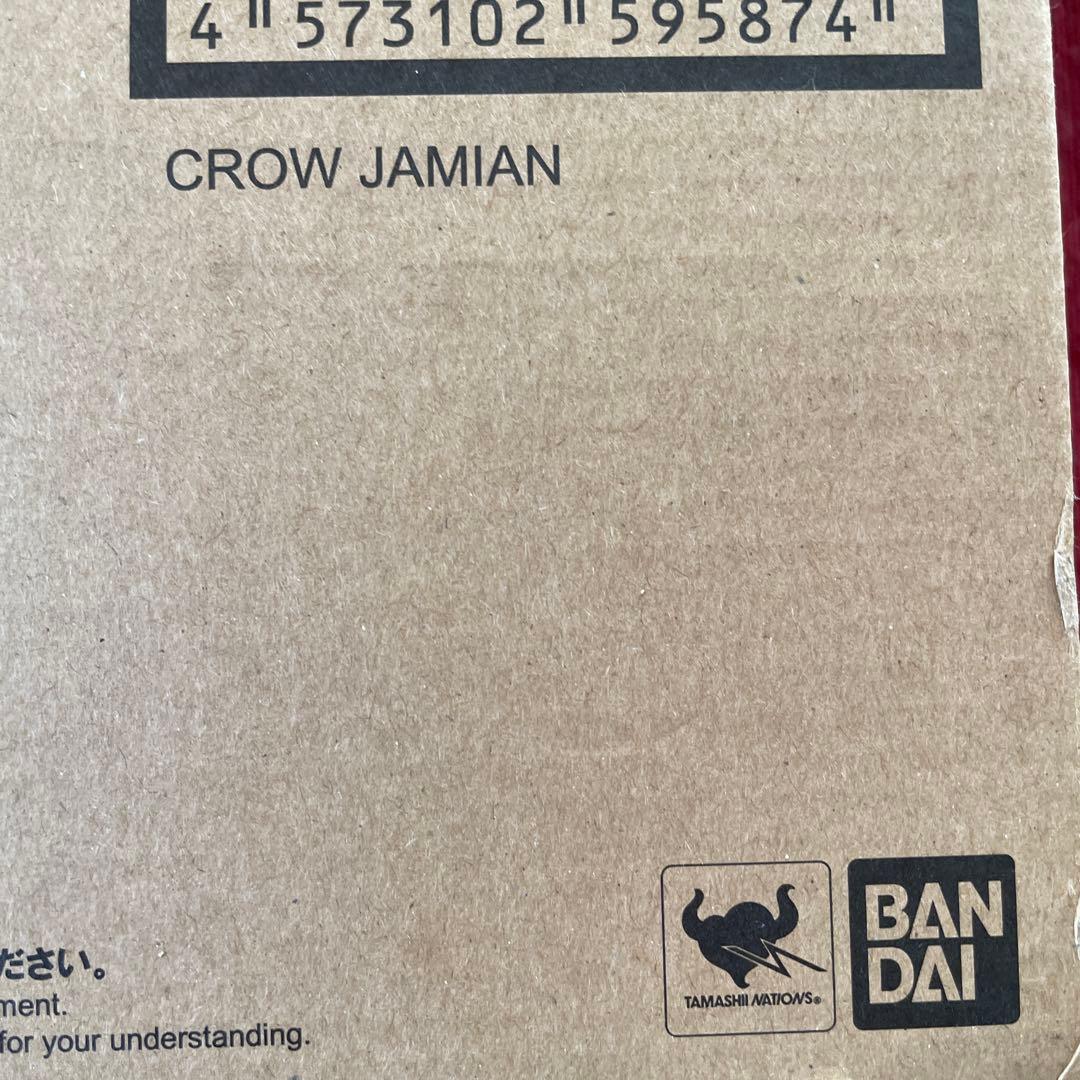 4 573102 595874
CROW JAMIAN
ださい。
ment.
for your understanding.
TAMASHII NATIONS®
BAN
DAI